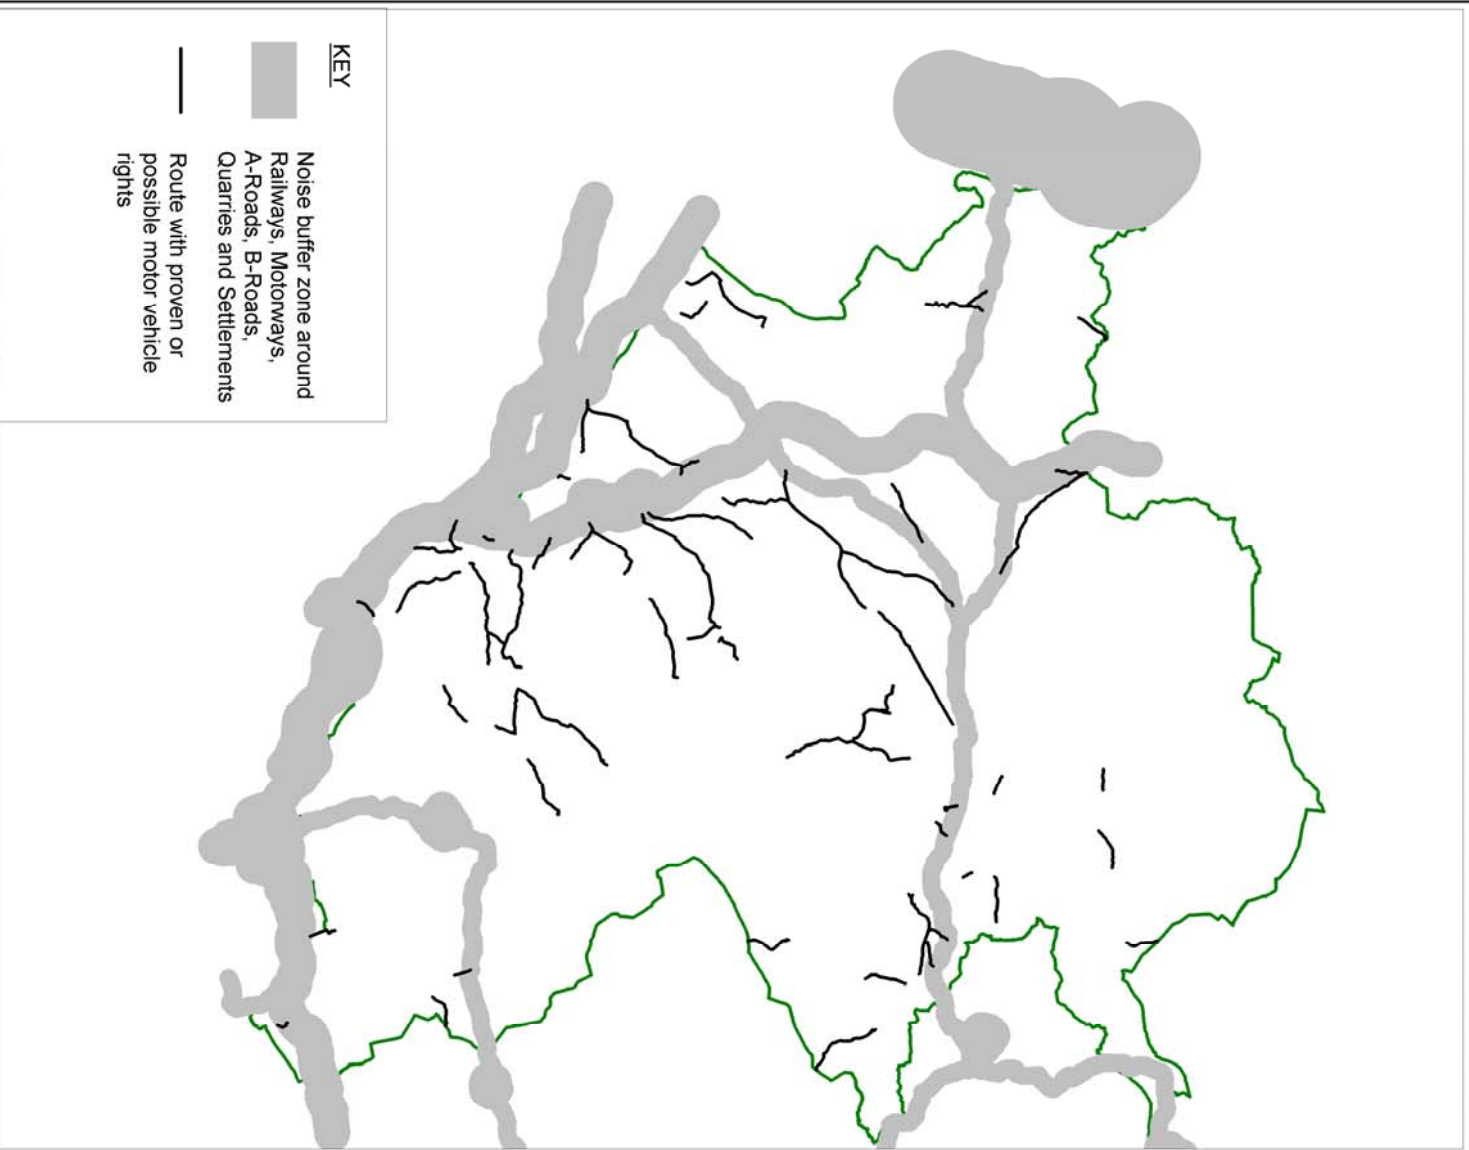 KEY
Noise buffer zone around
Railways, Motorways,
A-Roads, B-Roads,
Quarries and Settlements
Route with proven or
possible motor vehicle
rights